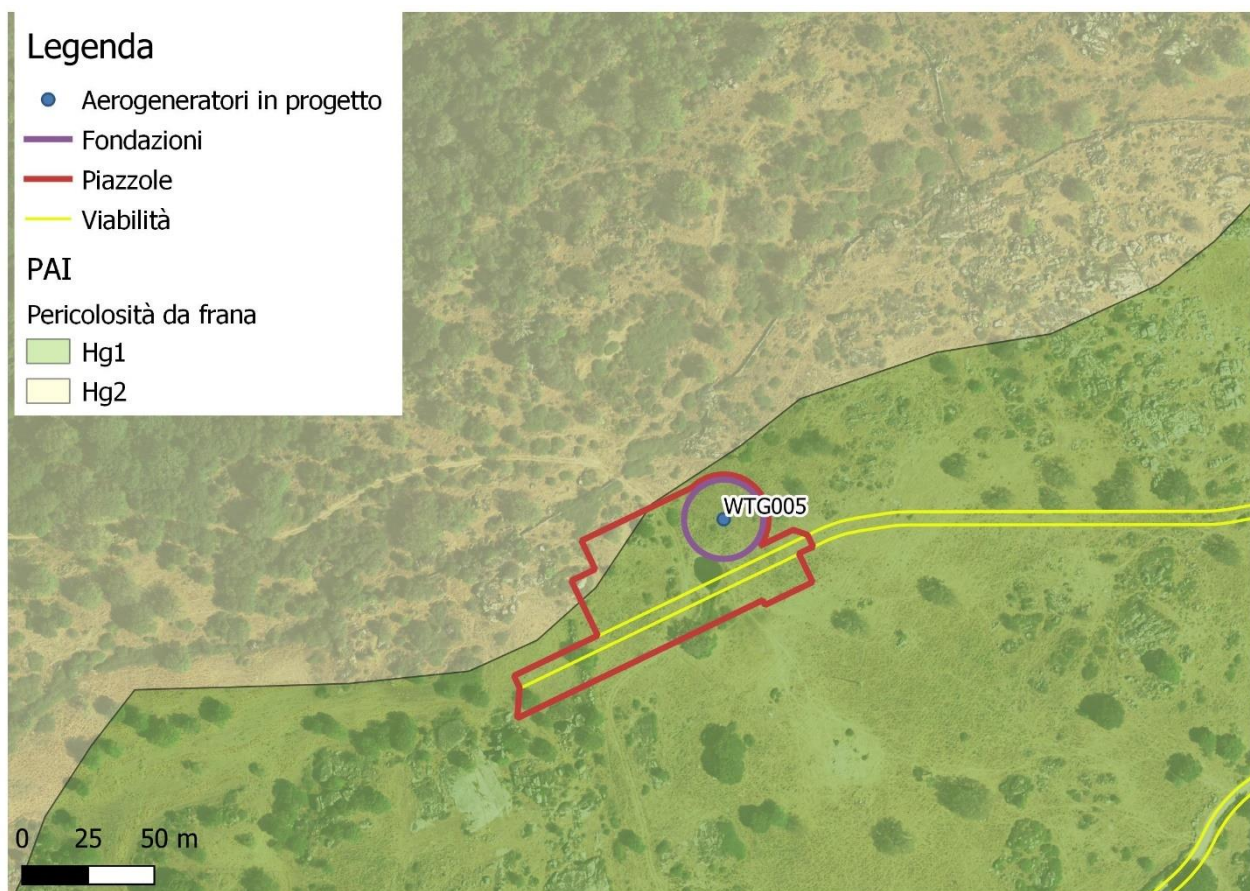 Legenda
Aerogeneratori in progetto
Fondazioni
Piazzole
Viabilità
PAI
Pericolosità da frana
Hg1
Hg2
WTG005
0 25 50 m